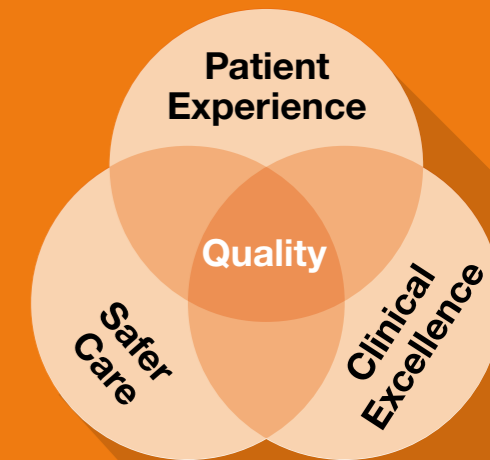 Patient
Experience
Quality
Safer
Care
Clinical
Excellence